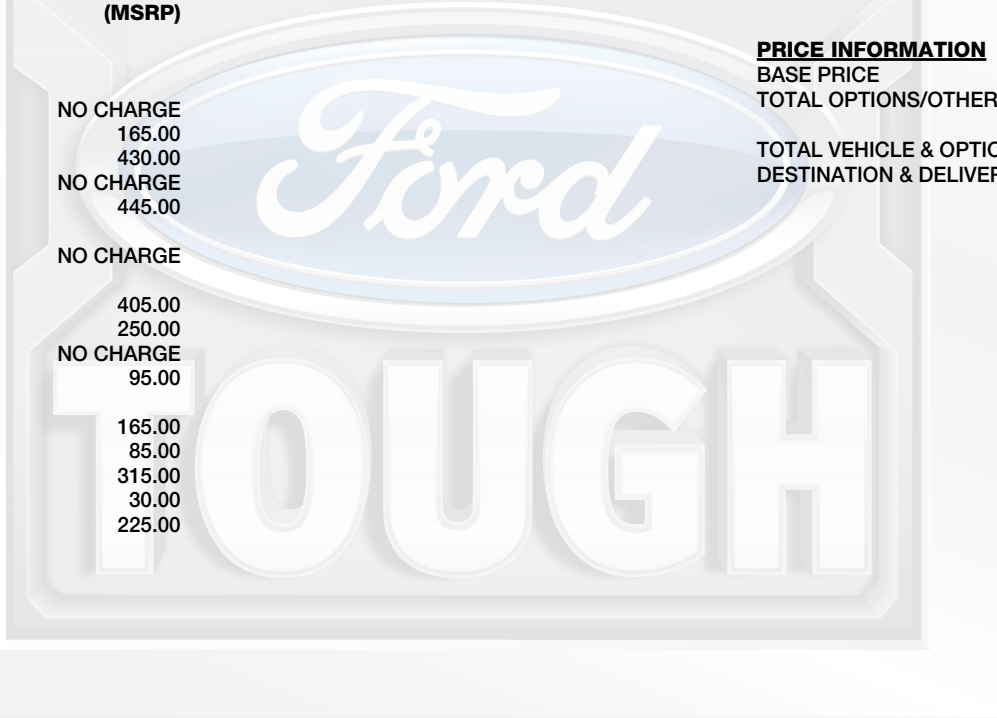 (MSRP)
NO CHARGE
165.00
430.00
NO CHARGE
445.00
NO CHARGE
405.00
250.00
NO CHARGE
95.00
165.00
85.00
315.00
30.00
225.00
PRICE INFORMATION
BASE PRICE
TOTAL OPTIONS/OTHER
TOTAL VEHICLE & OPTIO
DESTINATION & DELIVER
Ford
TOUGH